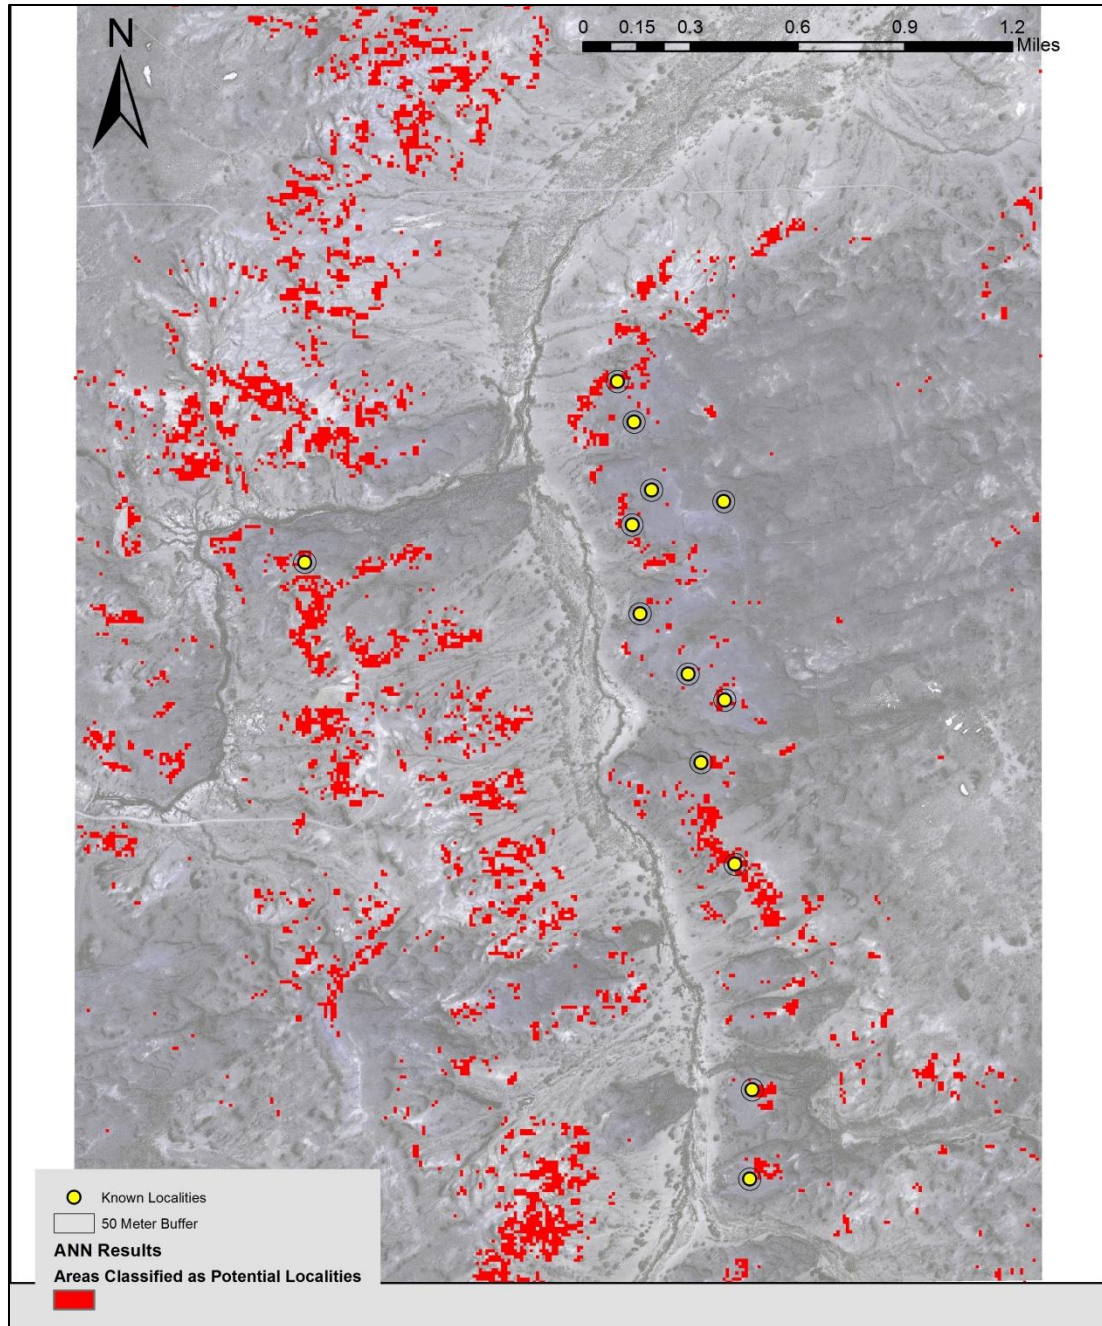 N
0 0.15 0.3 0.6 0.9 1.2
Miles
Known Localities
50 Meter Buffer
ANN Results
Areas Classified as Potential Localities